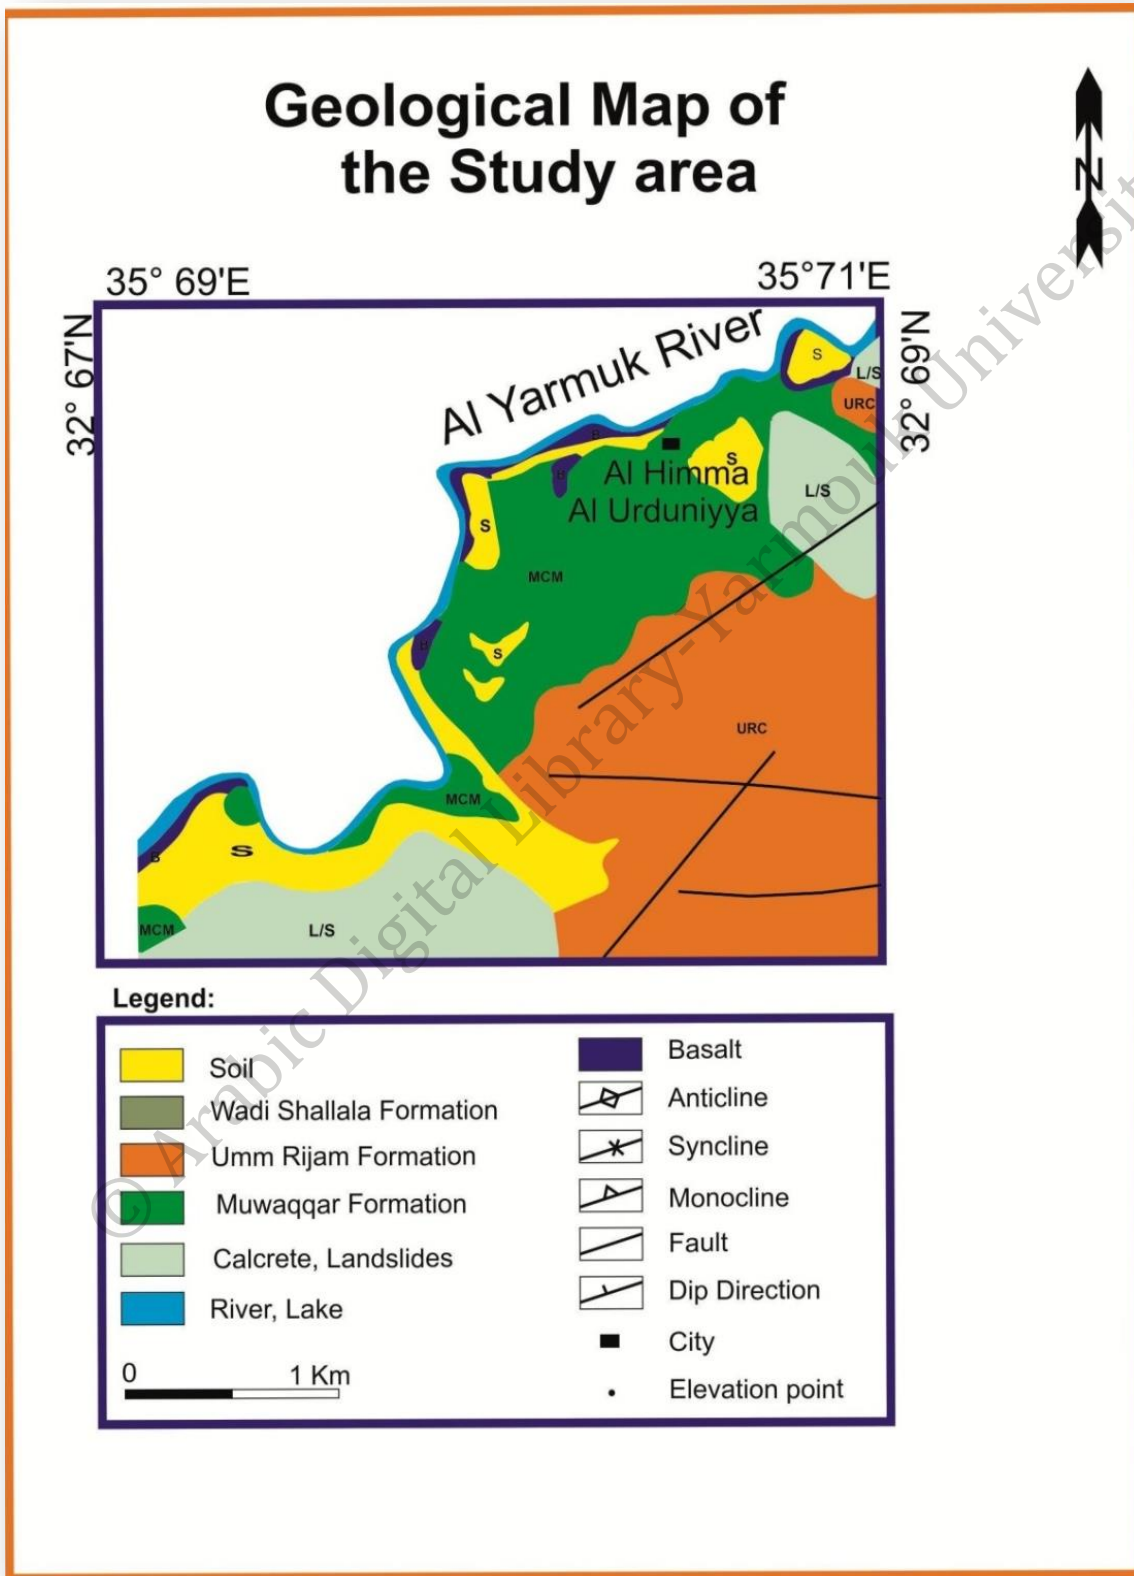 Geological Map of
the Study area
N
35° 69'E
35°71'E
32° 67'N
32° 69'N
Al Yarmuk River
S
L/S
URC
B
S
B
Al Himma
Al Urduniyya
L/S
S
MCM
B
S
URC
MCM
B
S
MCM
L/S
Legend:
Soil
Wadi Shallala Formation
Umm Rijam Formation
Muwaqqar Formation
Calcrete, Landslides
River, Lake
0 1 Km
Basalt
Anticline
Syncline
Monocline
Fault
Dip Direction
City
Elevation point
© Arabic Digital Library-Yarmouk University